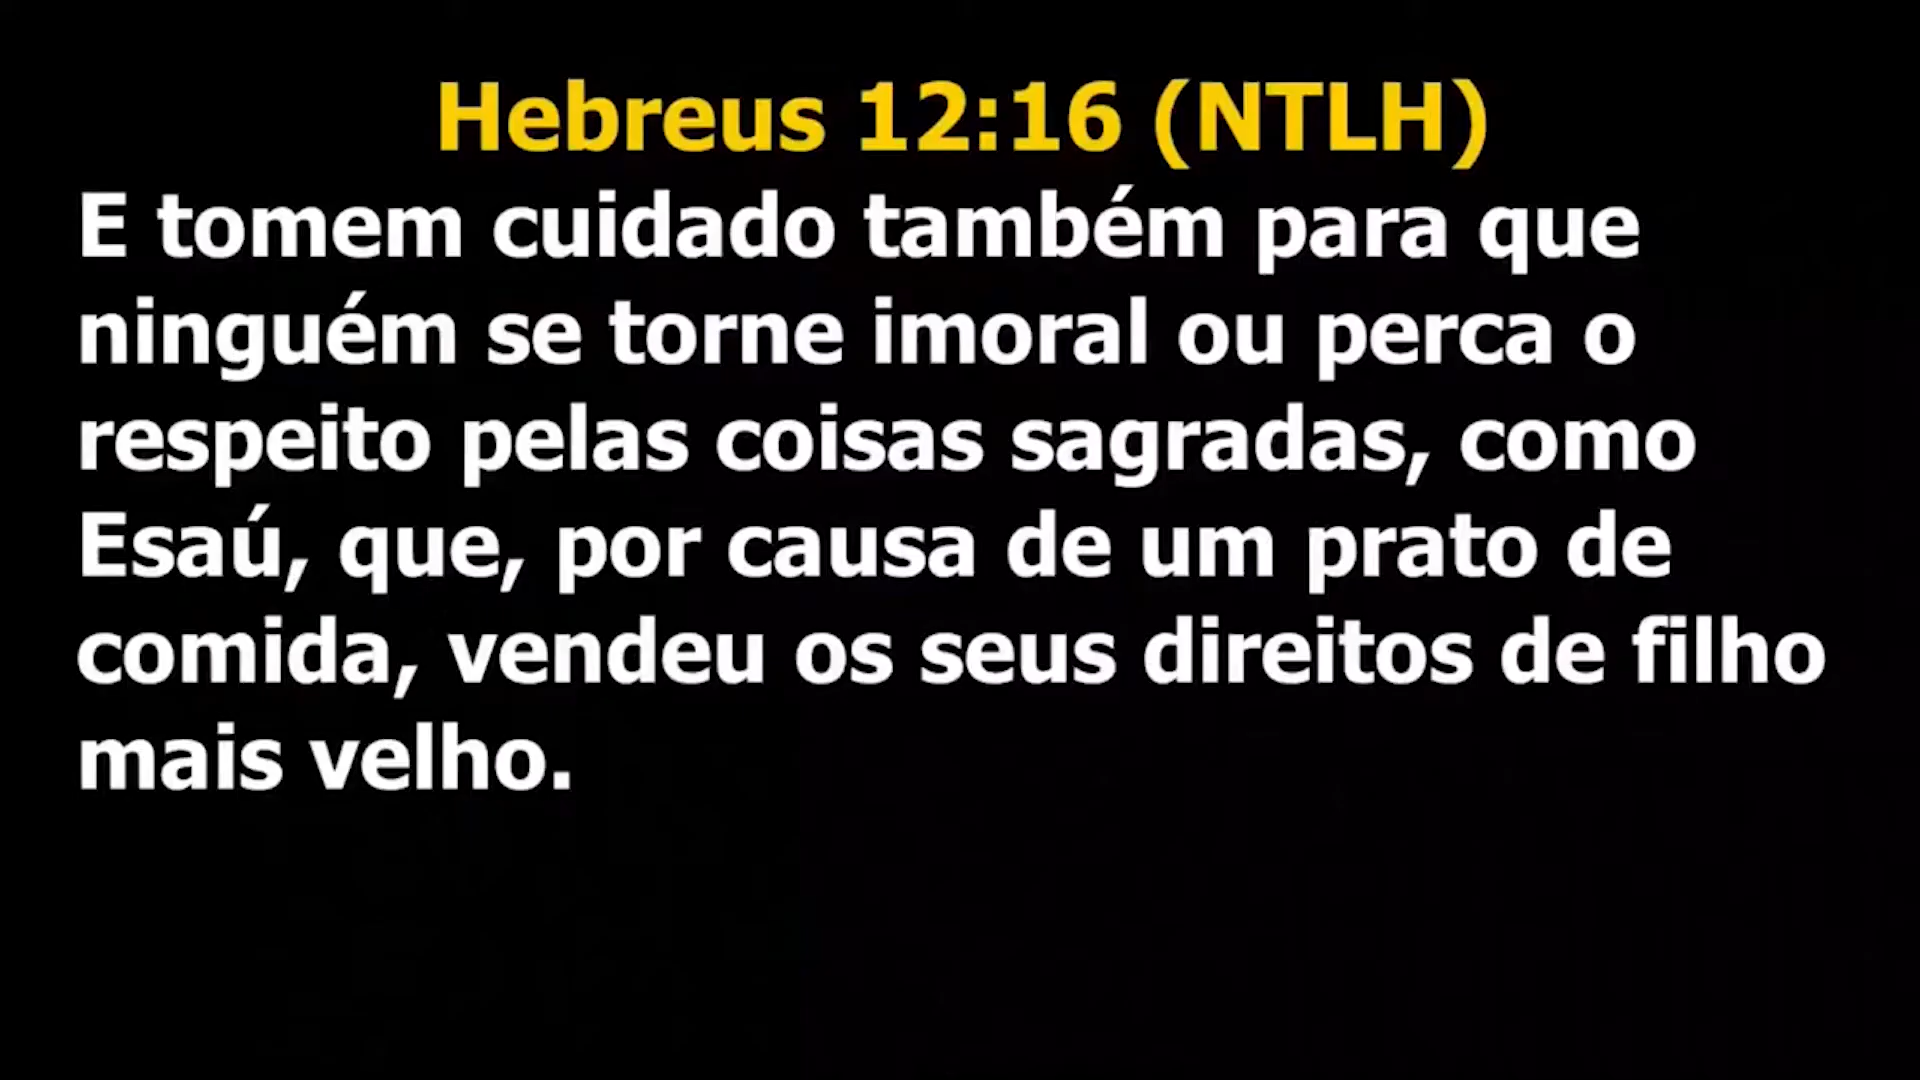 Hebreus 12:16 (NTLH)
E tomem cuidado também para que
ninguém se torne imoral ou perca o
respeito pelas coisas sagradas, como
Esaú, que, por causa de um prato de
comida, vendeu os seus direitos de filho
mais velho.